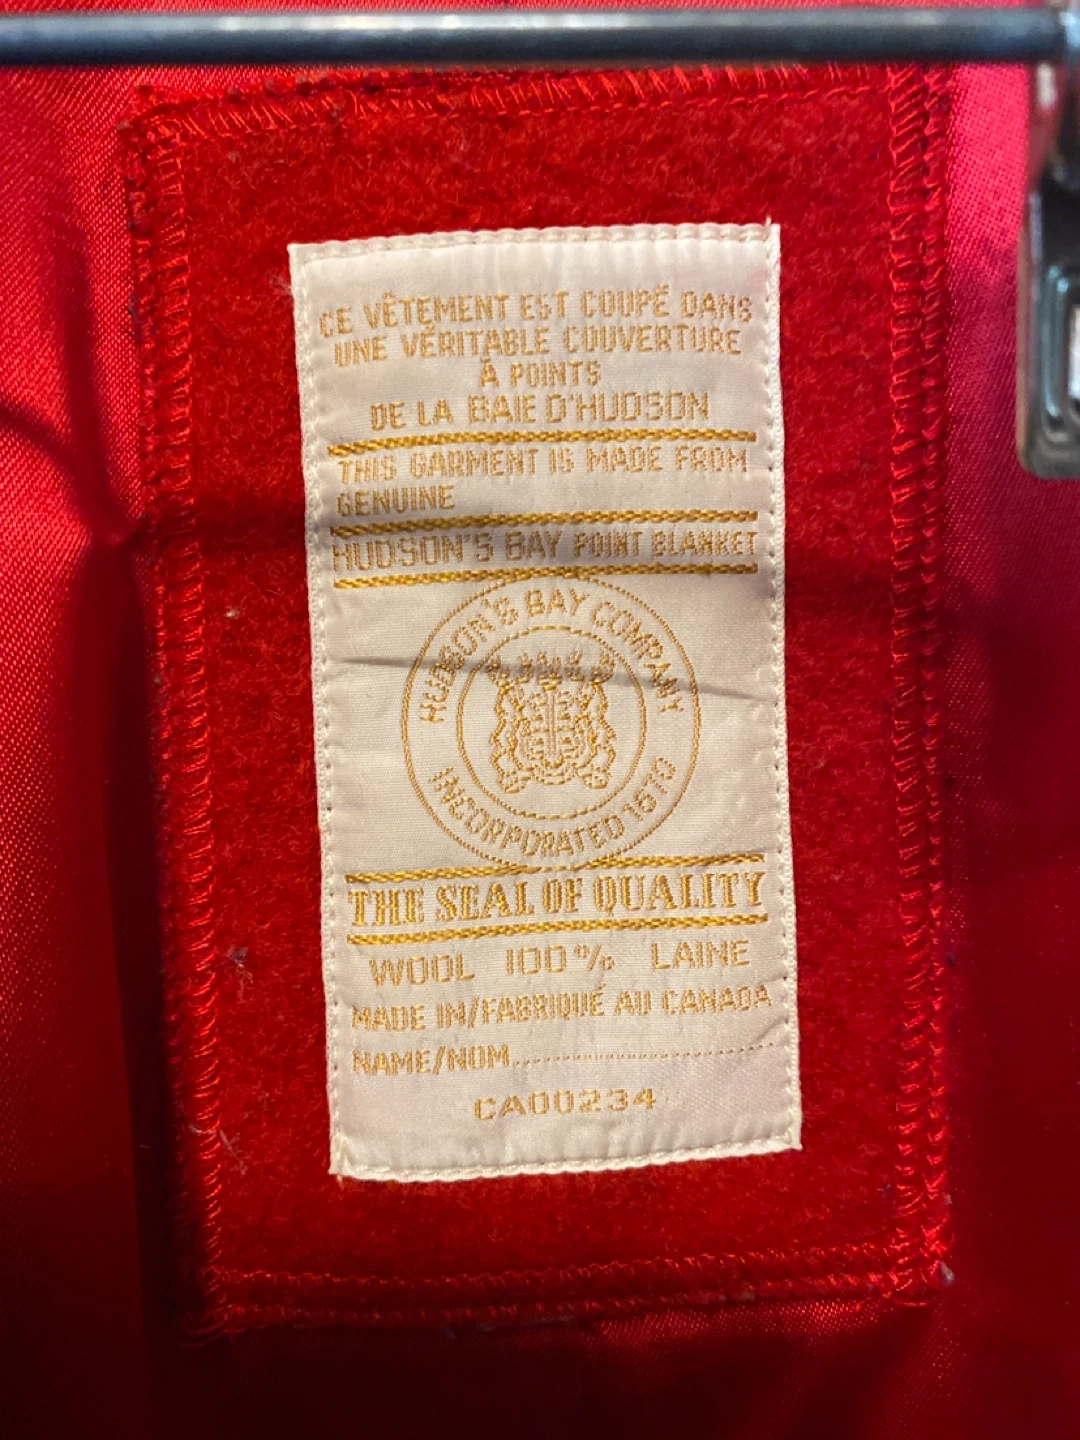 CE VÊTEMENT EST COUPÉ DANS
UNE VÉRITABLE COUVERTURE
À POINTS
DE LA BAIE D'HUDSON
THIS GARMENT IS MADE FROM
GENUINE
HUDSON'S BAY POINT BLANKET
HUDSON'S BAY COMPANY
INCORPORATED 1670
THE SEAL OF QUALITY
WOOL 100% LAINE
MADE IN/FABRIQUÉ AU CANADA
NAME/NOM..............................
CA00234